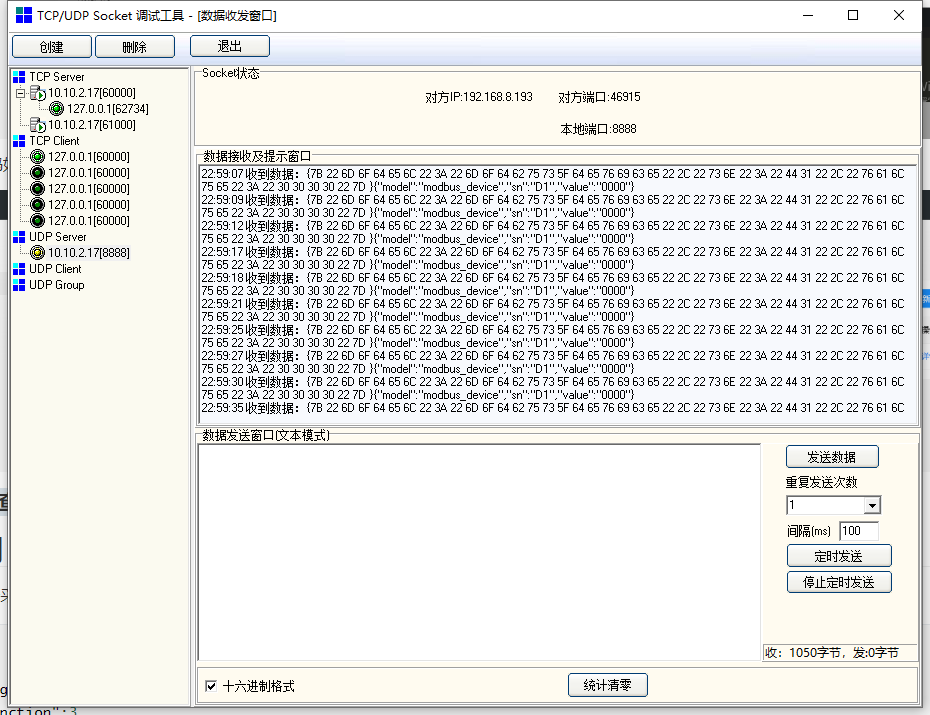 TCP/UDP Socket 调试工具 - [数据收发窗口]
创建 删除 退出
TCP Server
10.10.2.17[60000]
127.0.0.1[62734]
10.10.2.17[61000]
TCP Client
127.0.0.1[60000]
127.0.0.1[60000]
127.0.0.1[60000]
127.0.0.1[60000]
127.0.0.1[60000]
UDP Server
10.10.2.17[8888]
UDP Client
UDP Group
Socket状态
对方IP:192.168.8.193 对方端口:46915
本地端口:8888
数据接收及提示窗口
22:59:07 收到数据：{7B 22 6D 6F 64 65 6C 22 3A 22 6D 6F 64 62 75 73 5F 64 65 76 69 63 65 22 2C 22 73 6E 22 3A 22 44 31 22 2C 22 76 61 6C
75 65 22 3A 22 30 30 30 30 22 7D }{"model":"modbus_device","sn":"D1","value":"0000"}
22:59:09 收到数据：{7B 22 6D 6F 64 65 6C 22 3A 22 6D 6F 64 62 75 73 5F 64 65 76 69 63 65 22 2C 22 73 6E 22 3A 22 44 31 22 2C 22 76 61 6C
75 65 22 3A 22 30 30 30 30 22 7D }{"model":"modbus_device","sn":"D1","value":"0000"}
22:59:12 收到数据：{7B 22 6D 6F 64 65 6C 22 3A 22 6D 6F 64 62 75 73 5F 64 65 76 69 63 65 22 2C 22 73 6E 22 3A 22 44 31 22 2C 22 76 61 6C
75 65 22 3A 22 30 30 30 30 22 7D }{"model":"modbus_device","sn":"D1","value":"0000"}
22:59:17 收到数据：{7B 22 6D 6F 64 65 6C 22 3A 22 6D 6F 64 62 75 73 5F 64 65 76 69 63 65 22 2C 22 73 6E 22 3A 22 44 31 22 2C 22 76 61 6C
75 65 22 3A 22 30 30 30 30 22 7D }{"model":"modbus_device","sn":"D1","value":"0000"}
22:59:18 收到数据：{7B 22 6D 6F 64 65 6C 22 3A 22 6D 6F 64 62 75 73 5F 64 65 76 69 63 65 22 2C 22 73 6E 22 3A 22 44 31 22 2C 22 76 61 6C
75 65 22 3A 22 30 30 30 30 22 7D }{"model":"modbus_device","sn":"D1","value":"0000"}
22:59:21 收到数据：{7B 22 6D 6F 64 65 6C 22 3A 22 6D 6F 64 62 75 73 5F 64 65 76 69 63 65 22 2C 22 73 6E 22 3A 22 44 31 22 2C 22 76 61 6C
75 65 22 3A 22 30 30 30 30 22 7D }{"model":"modbus_device","sn":"D1","value":"0000"}
22:59:25 收到数据：{7B 22 6D 6F 64 65 6C 22 3A 22 6D 6F 64 62 75 73 5F 64 65 76 69 63 65 22 2C 22 73 6E 22 3A 22 44 31 22 2C 22 76 61 6C
75 65 22 3A 22 30 30 30 30 22 7D }{"model":"modbus_device","sn":"D1","value":"0000"}
22:59:27 收到数据：{7B 22 6D 6F 64 65 6C 22 3A 22 6D 6F 64 62 75 73 5F 64 65 76 69 63 65 22 2C 22 73 6E 22 3A 22 44 31 22 2C 22 76 61 6C
75 65 22 3A 22 30 30 30 30 22 7D }{"model":"modbus_device","sn":"D1","value":"0000"}
22:59:30 收到数据：{7B 22 6D 6F 64 65 6C 22 3A 22 6D 6F 64 62 75 73 5F 64 65 76 69 63 65 22 2C 22 73 6E 22 3A 22 44 31 22 2C 22 76 61 6C
75 65 22 3A 22 30 30 30 30 22 7D }{"model":"modbus_device","sn":"D1","value":"0000"}
22:59:35 收到数据：{7B 22 6D 6F 64 65 6C 22 3A 22 6D 6F 64 62 75 73 5F 64 65 76 69 63 65 22 2C 22 73 6E 22 3A 22 44 31 22 2C 22 76 61 6C
数据发送窗口(文本模式)
发送数据
重复发送次数
1
间隔(ms) 100
定时发送
停止定时发送
收：1050字节，发:0字节
十六进制格式 统计清零
nction":3